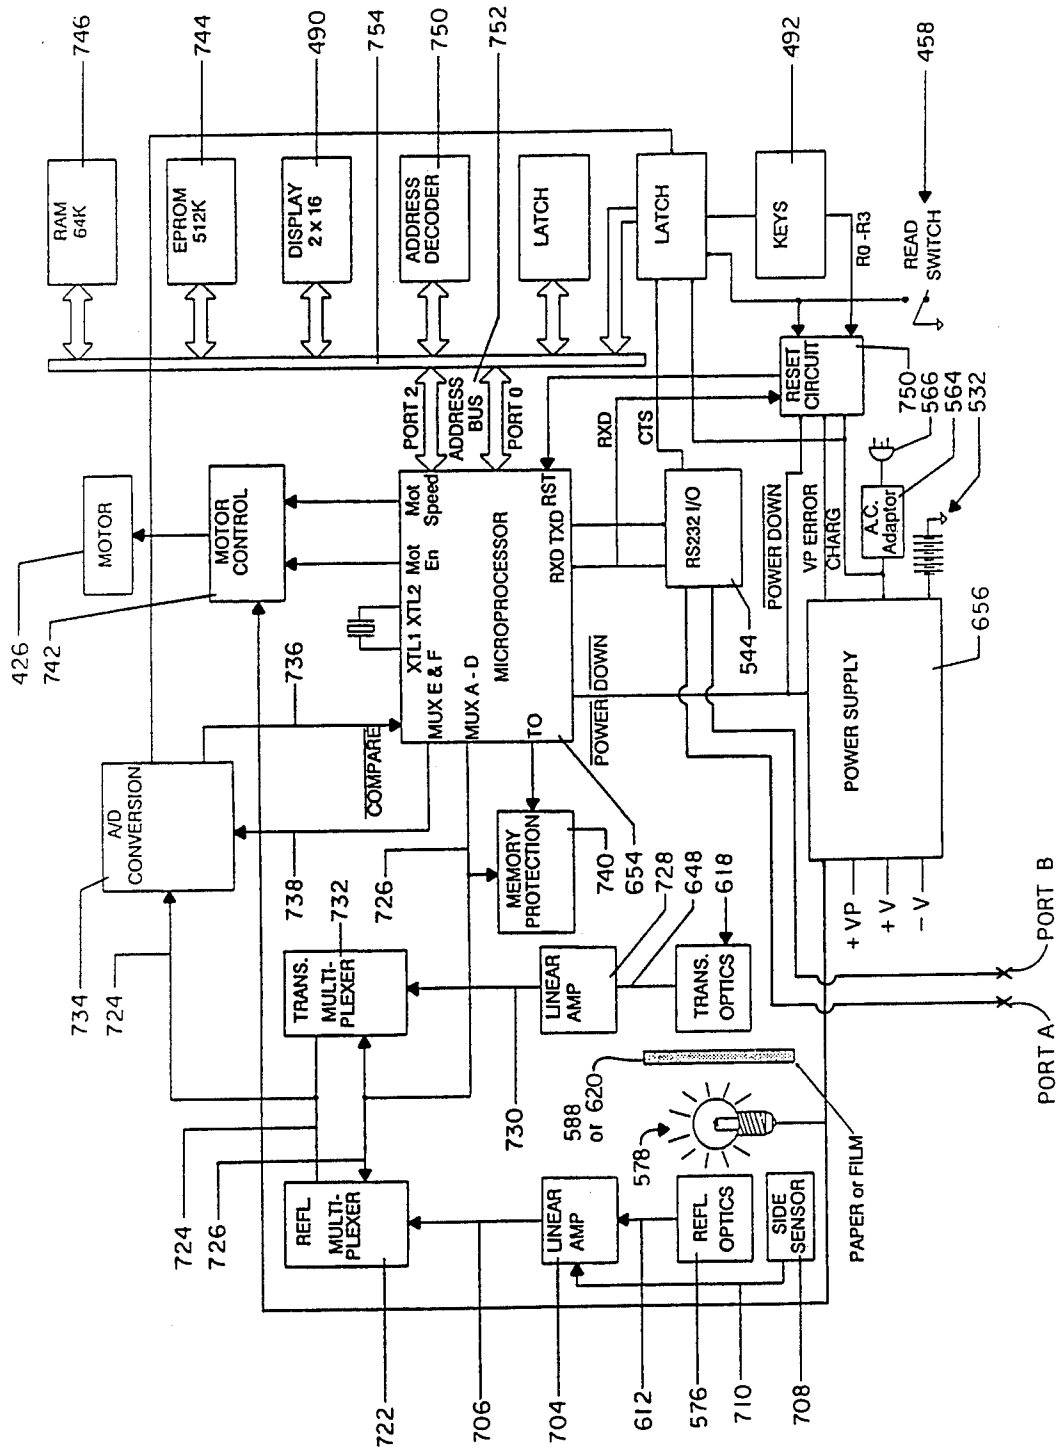 746
744
490
754
750
752
492
458
RAM
64K
EPROM
512K
DISPLAY
2 x 16
ADDRESS
DECODER
LATCH
LATCH
KEYS
R0-R3
READ
SWITCH
PORT 2
ADDRESS
BUS
PORT 0
RXD
CTS
RESET
CIRCUIT
750
566
564
532
426
742
MOTOR
MOTOR
CONTROL
736
Mot
Speed
Mot
En
XTL1 XTL2
MUX E & F
MUX A - D
MICROPROCESSOR
TO
RST
RXD TXD
RS232 I/O
544
POWER DOWN
VP ERROR
CHARG
A.C.
Adaptor
POWER DOWN
656
POWER SUPPLY
+ VP
+ V
- V
734
724
A/D
CONVERSION
COMPARE
738
726
732
TRANS.
MULTI-
PLEXER
MEMORY
PROTECTION
740
654
728
648
618
LINEAR
AMP
TRANS.
OPTICS
730
588
or 620
578
PAPER or FILM
PORT A
PORT B
724
726
REFL.
MULTI-
PLEXER
LINEAR
AMP
REFL.
OPTICS
SIDE
SENSOR
722
706
704
612
576
710
708